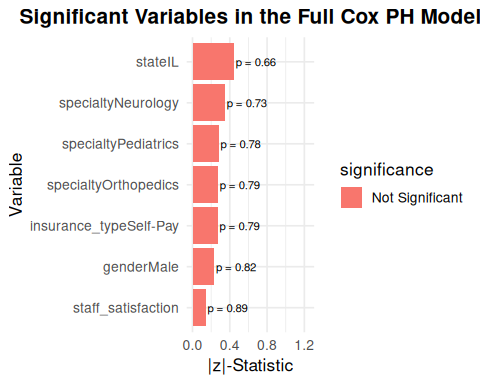 Significant Variables in the Full Cox PH Model
Variable
stateIL
p = 0.66
specialtyNeurology
p = 0.73
specialtyPediatrics
p = 0.78
specialtyOrthopedics
p = 0.79
insurance_typeSelf-Pay
p = 0.79
genderMale
p = 0.82
staff_satisfaction
p = 0.89
0.0 0.4 0.8 1.2
|z|-Statistic
significance
Not Significant